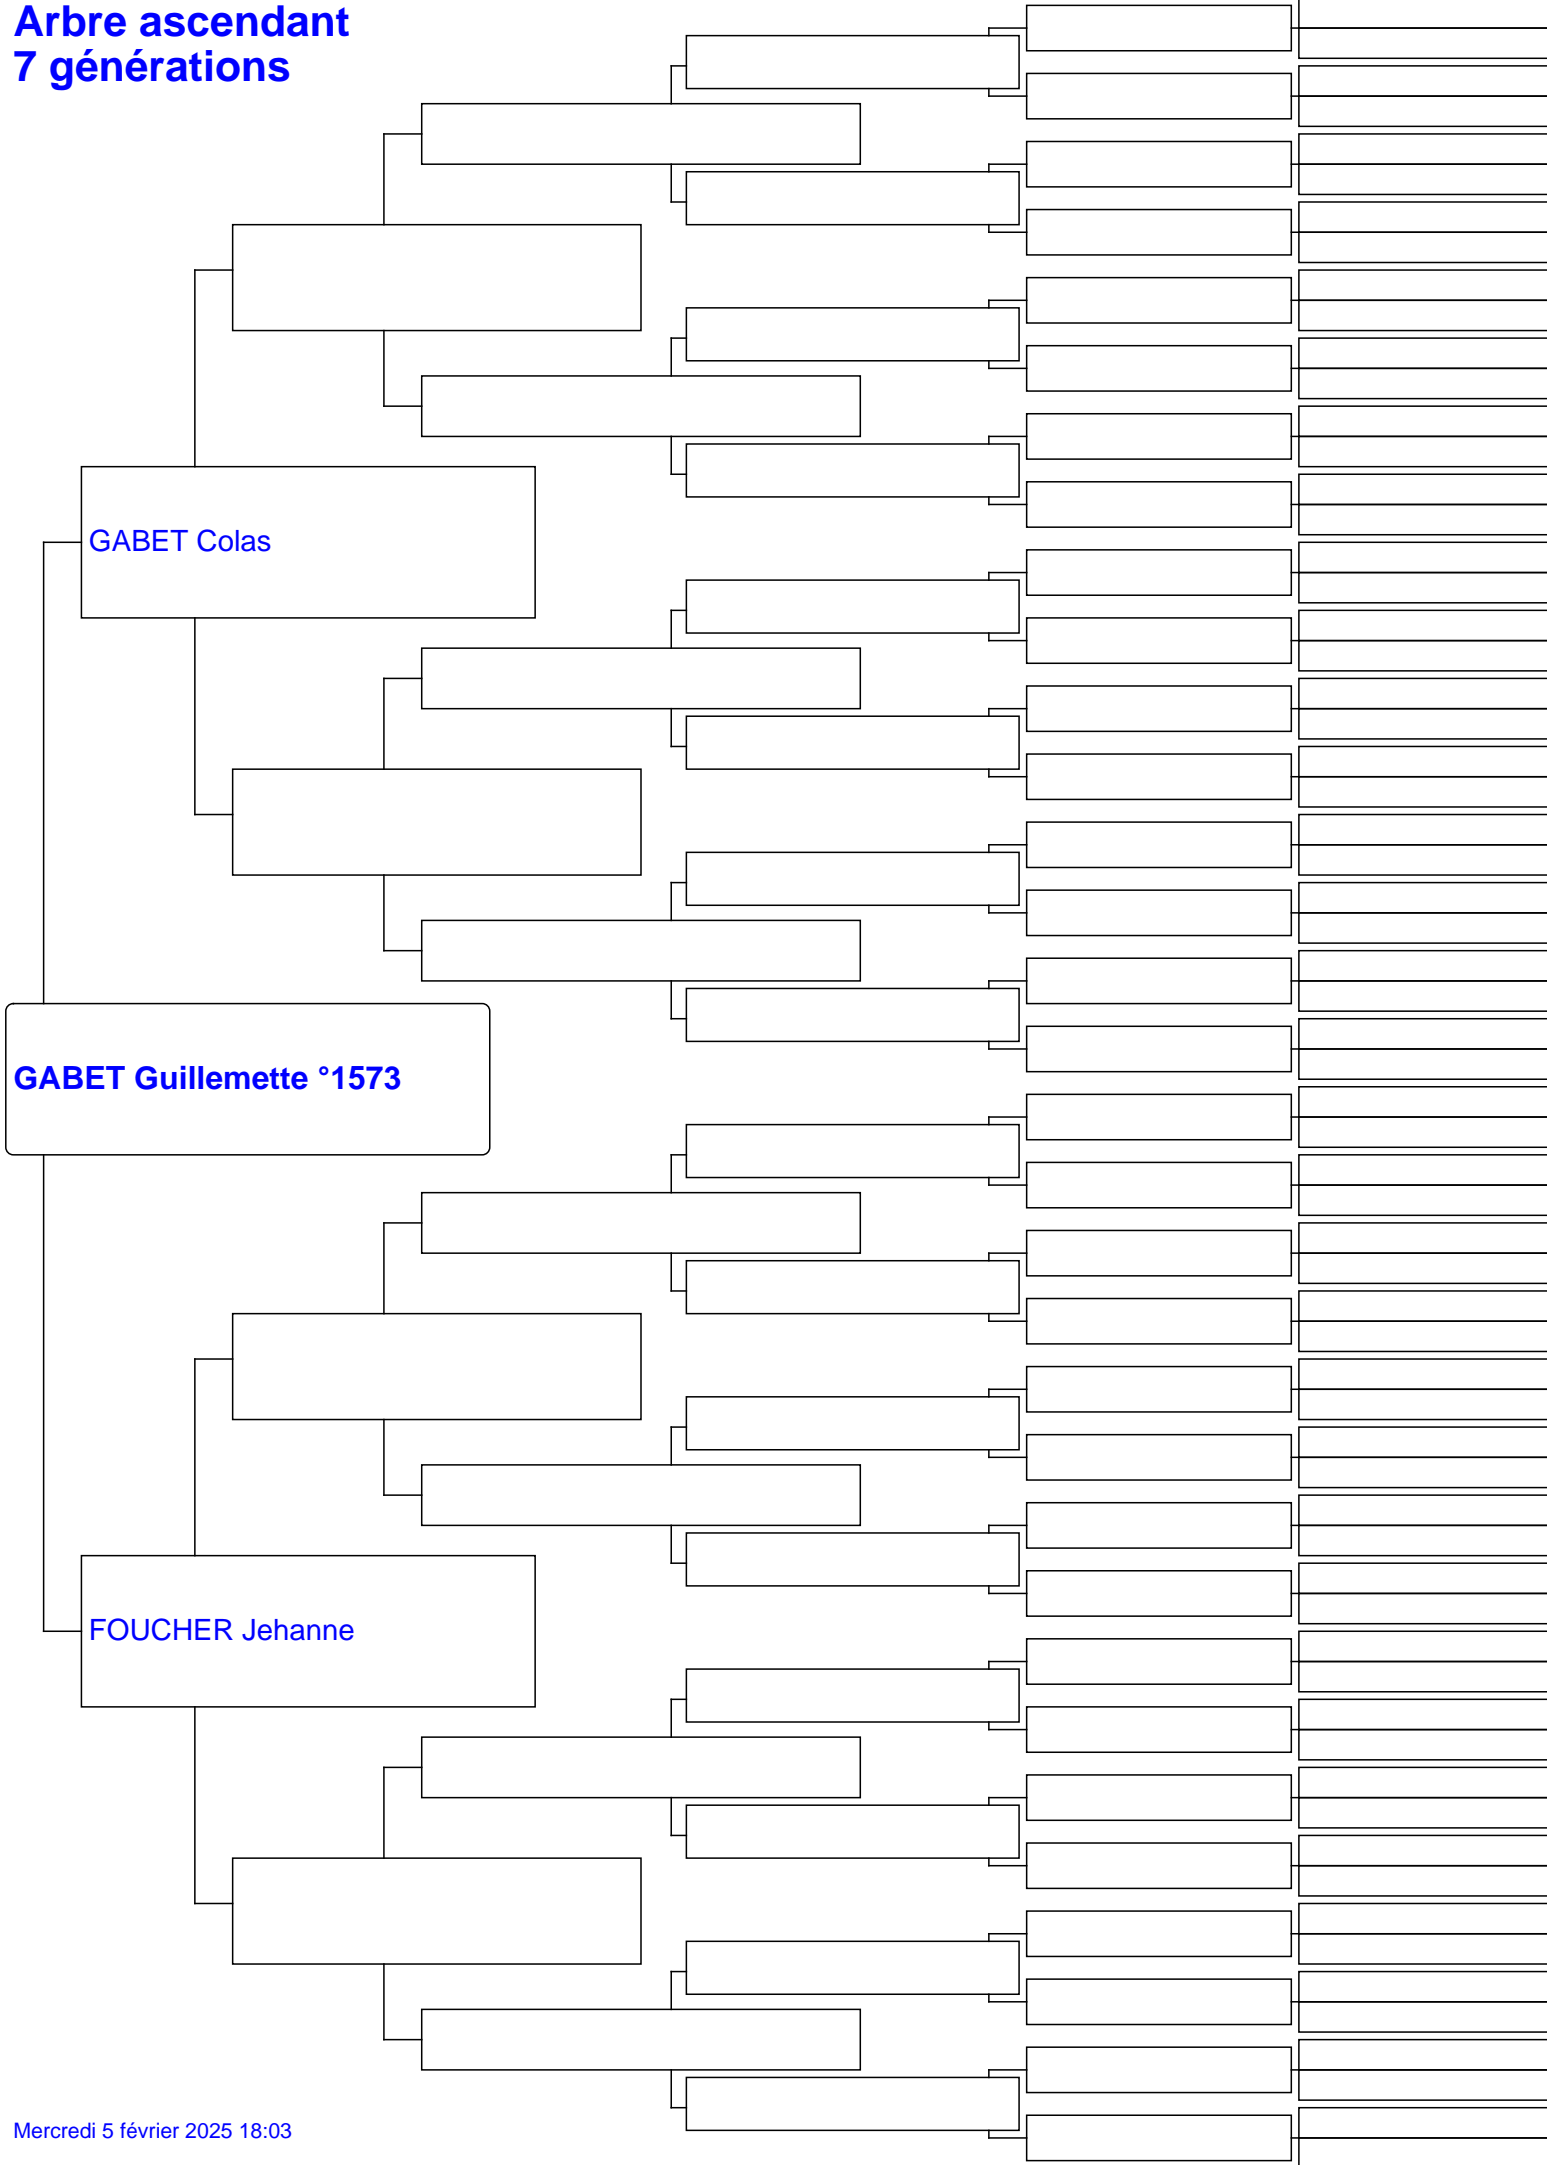 Arbre ascendant
7 générations
GABET Colas
GABET Guillemette °1573
FOUCHER Jehanne
Mercredi 5 février 2025 18:03